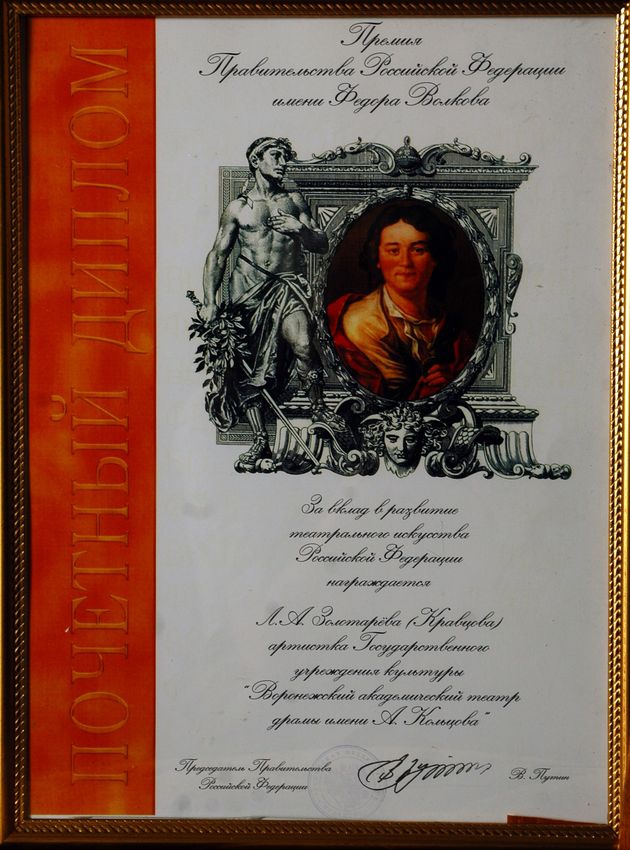 ПОЧЕТНЫЙ ДИПЛОМ
Премия
Правительства Российской Федерации
имени Федора Волкова
За вклад в развитие
театрального искусства
Российской Федерации
награждается
Л.А. Золотарёва (Кравцова)
артистка Государственного
учреждения культуры
"Воронежский академический театр
драмы имени А. Кольцова"
Председатель Правительства
Российской Федерации
В. Путин